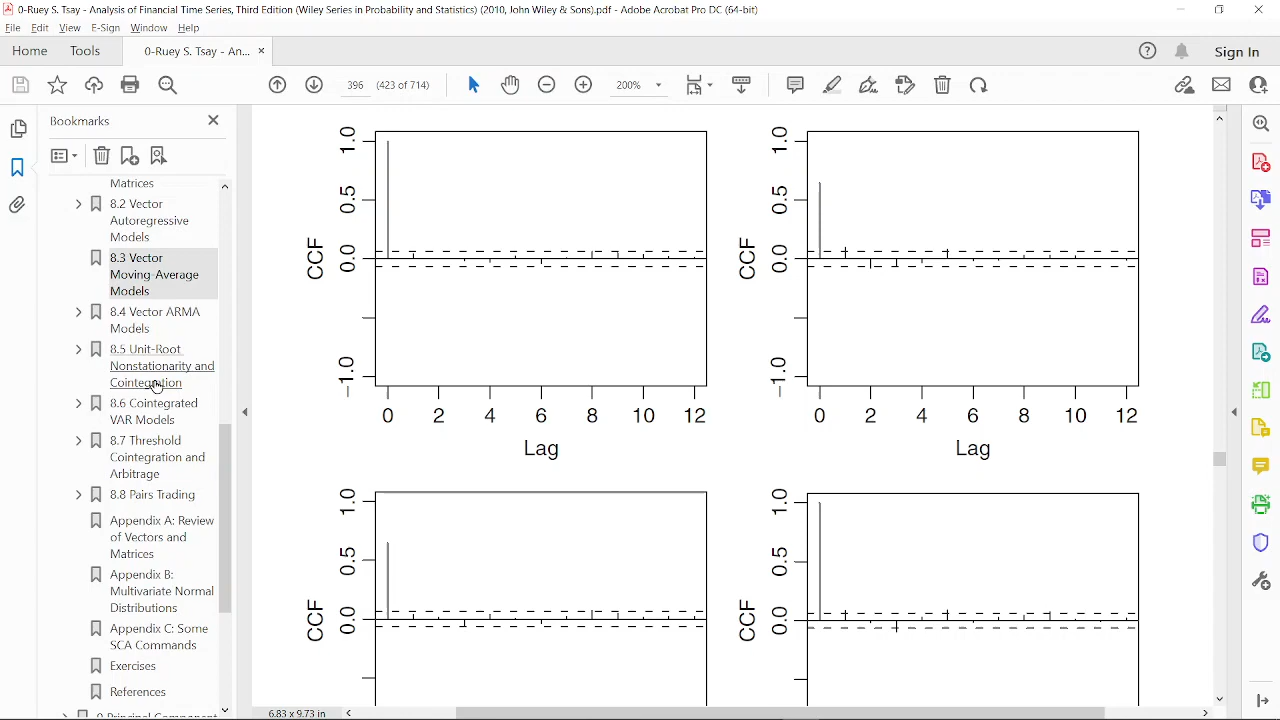 0-Ruey S. Tsay - Analysis of Financial Time Series, Third Edition (Wiley Series in Probability and Statistics) (2010, John Wiley & Sons).pdf - Adobe Acrobat Pro DC (64-bit)
File Edit View E-Sign Window Help
Home Tools 0-Ruey S. Tsay - An... Sign In
396 (423 of 714) 200%
Bookmarks
Matrices
8.2 Vector
Autoregressive
Models
8.3 Vector
Moving-Average
Models
8.4 Vector ARMA
Models
8.5 Unit-Root
Nonstationarity and
Cointegration
8.6 Cointegrated
VAR Models
8.7 Threshold
Cointegration and
Arbitrage
8.8 Pairs Trading
Appendix A: Review
of Vectors and
Matrices
Appendix B:
Multivariate Normal
Distributions
Appendix C: Some
SCA Commands
Exercises
References
9 Principal Component
1.0
0.5
0.0
−1.0
CCF
0 2 4 6 8 10 12
Lag
1.0
0.5
0.0
−1.0
CCF
0 2 4 6 8 10 12
Lag
1.0
0.5
0.0
CCF
1.0
0.5
0.0
CCF
6.83 x 9.73 in